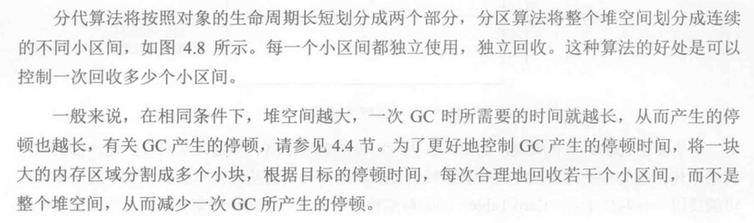 分代算法将按照对象的生命周期长短划分成两个部分，分区算法将整个堆空间划分成连续
的不同小区间，如图 4.8 所示。每一个小区间都独立使用，独立回收。这种算法的好处是可以
控制一次回收多少个小区间。
一般来说，在相同条件下，堆空间越大，一次 GC 时所需要的时间就越长，从而产生的停
顿也越长，有关 GC 产生的停顿，请参见 4.4 节。为了更好地控制 GC 产生的停顿时间，将一块
大的内存区域分割成多个小块，根据目标的停顿时间，每次合理地回收若干个小区间，而不是
整个堆空间，从而减少一次 GC 所产生的停顿。